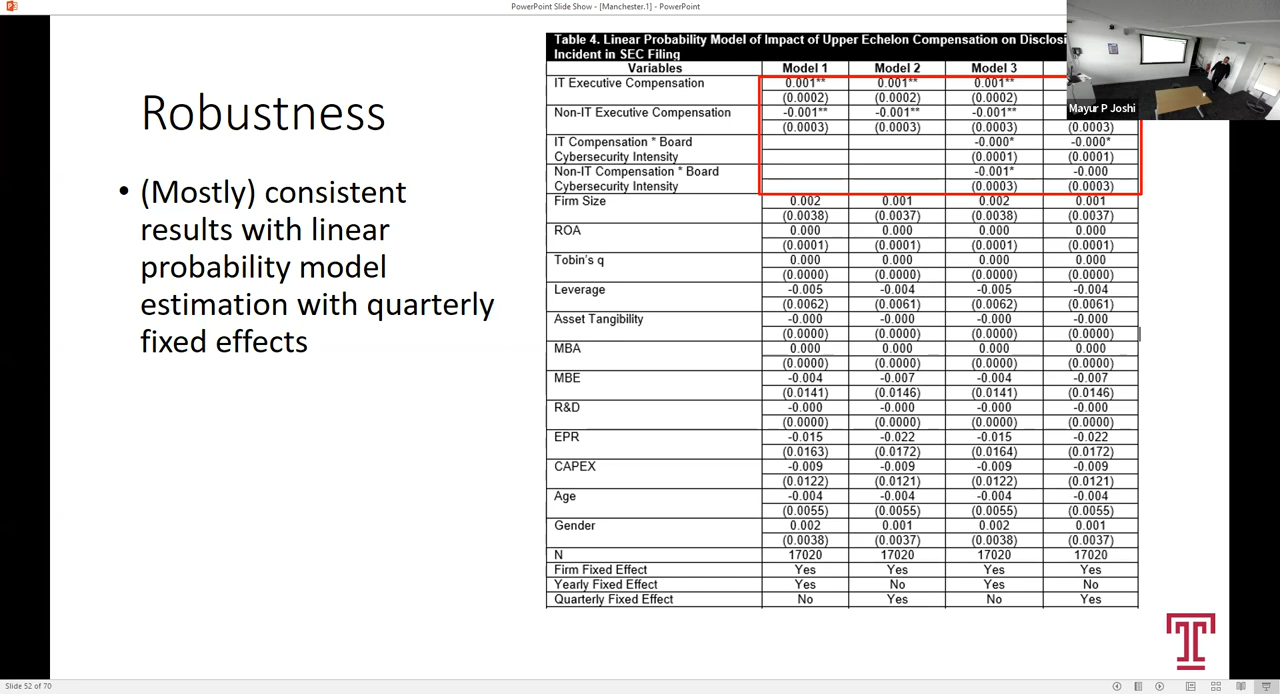 PowerPoint Slide Show - [Manchester.1] - PowerPoint
Robustness
• (Mostly) consistent
results with linear
probability model
estimation with quarterly
fixed effects
Table 4. Linear Probability Model of Impact of Upper Echelon Compensation on Disclosi
Incident in SEC Filing
Variables Model 1 Model 2 Model 3
IT Executive Compensation 0.001** 0.001** 0.001**
(0.0002) (0.0002) (0.0002)
Non-IT Executive Compensation -0.001** -0.001** -0.001**
(0.0003) (0.0003) (0.0003) (0.0003)
IT Compensation * Board -0.000* -0.000*
Cybersecurity Intensity (0.0001) (0.0001)
Non-IT Compensation * Board -0.001* -0.000
Cybersecurity Intensity (0.0003) (0.0003)
Firm Size 0.002 0.001 0.002 0.001
(0.0038) (0.0037) (0.0038) (0.0037)
ROA 0.000 0.000 0.000 0.000
(0.0001) (0.0001) (0.0001) (0.0001)
Tobin's q 0.000 0.000 0.000 0.000
(0.0000) (0.0000) (0.0000) (0.0000)
Leverage -0.005 -0.004 -0.005 -0.004
(0.0062) (0.0061) (0.0062) (0.0061)
Asset Tangibility -0.000 -0.000 -0.000 -0.000
(0.0000) (0.0000) (0.0000) (0.0000)
MBA 0.000 0.000 0.000 0.000
(0.0000) (0.0000) (0.0000) (0.0000)
MBE -0.004 -0.007 -0.004 -0.007
(0.0141) (0.0146) (0.0141) (0.0146)
R&D -0.000 -0.000 -0.000 -0.000
(0.0000) (0.0000) (0.0000) (0.0000)
EPR -0.015 -0.022 -0.015 -0.022
(0.0163) (0.0172) (0.0164) (0.0172)
CAPEX -0.009 -0.009 -0.009 -0.009
(0.0122) (0.0121) (0.0122) (0.0121)
Age -0.004 -0.004 -0.004 -0.004
(0.0055) (0.0055) (0.0055) (0.0055)
Gender 0.002 0.001 0.002 0.001
(0.0038) (0.0037) (0.0038) (0.0037)
N 17020 17020 17020 17020
Firm Fixed Effect Yes Yes Yes Yes
Yearly Fixed Effect Yes No Yes No
Quarterly Fixed Effect No Yes No Yes
Mayur P Joshi
T
Slide 52 of 70